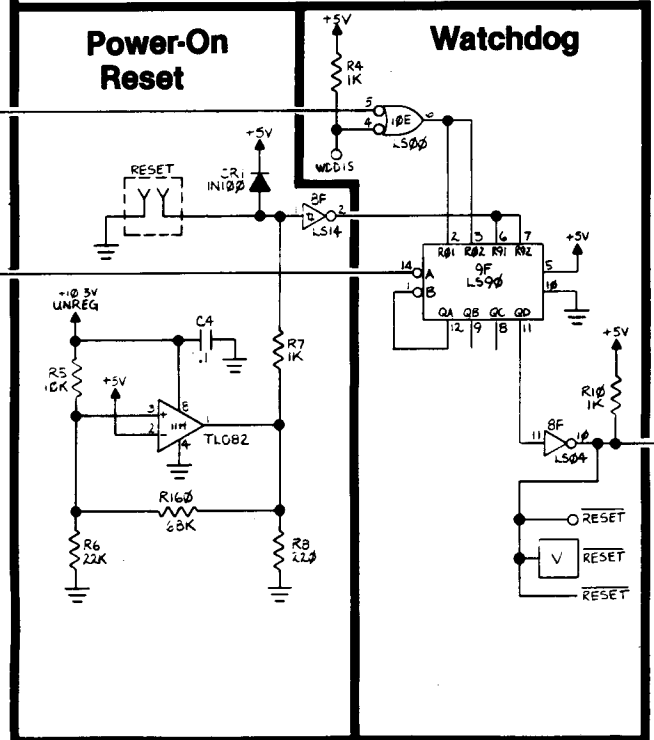 Power-On
Reset
Watchdog
+5V
R4
1K
5
4
10E
6
LS00
WDDIS
+5V
RESET
CR1
1N100
8F
2
LS14
2 3 6 7
R01 R02 R91 R92
14
A
1
B
9F
LS90
5
+5V
10
QA QB QC QD
12 9 8 11
+10.3V
UNREG
C4
.1
R7
1K
R5
+5V
3
+
2
-
8
1
4
TL082
R160
68K
R6
22K
R8
220
+5V
R10
1K
11
8F
10
LS04
RESET
V
RESET
RESET